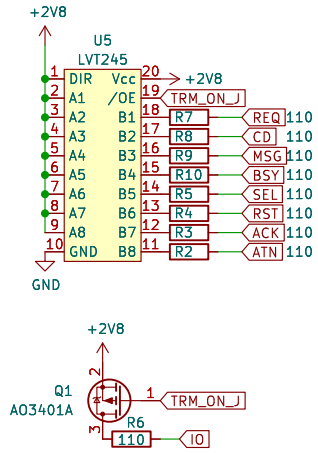 +2V8
U5
LVT245
1 DIR Vcc 20 +2V8
2 A1 /OE 19 TRM_ON_J
3 A2 B1 18 R7 REQ 110
4 A3 B2 17 R8 CD 110
5 A4 B3 16 R9 MSG 110
6 A5 B4 15 R10 BSY 110
7 A6 B5 14 R5 SEL 110
8 A7 B6 13 R4 RST 110
9 A8 B7 12 R3 ACK 110
10 GND B8 11 R2 ATN 110
GND
+2V8
2
Q1
AO3401A
1 TRM_ON_J
3
R6
110 IO